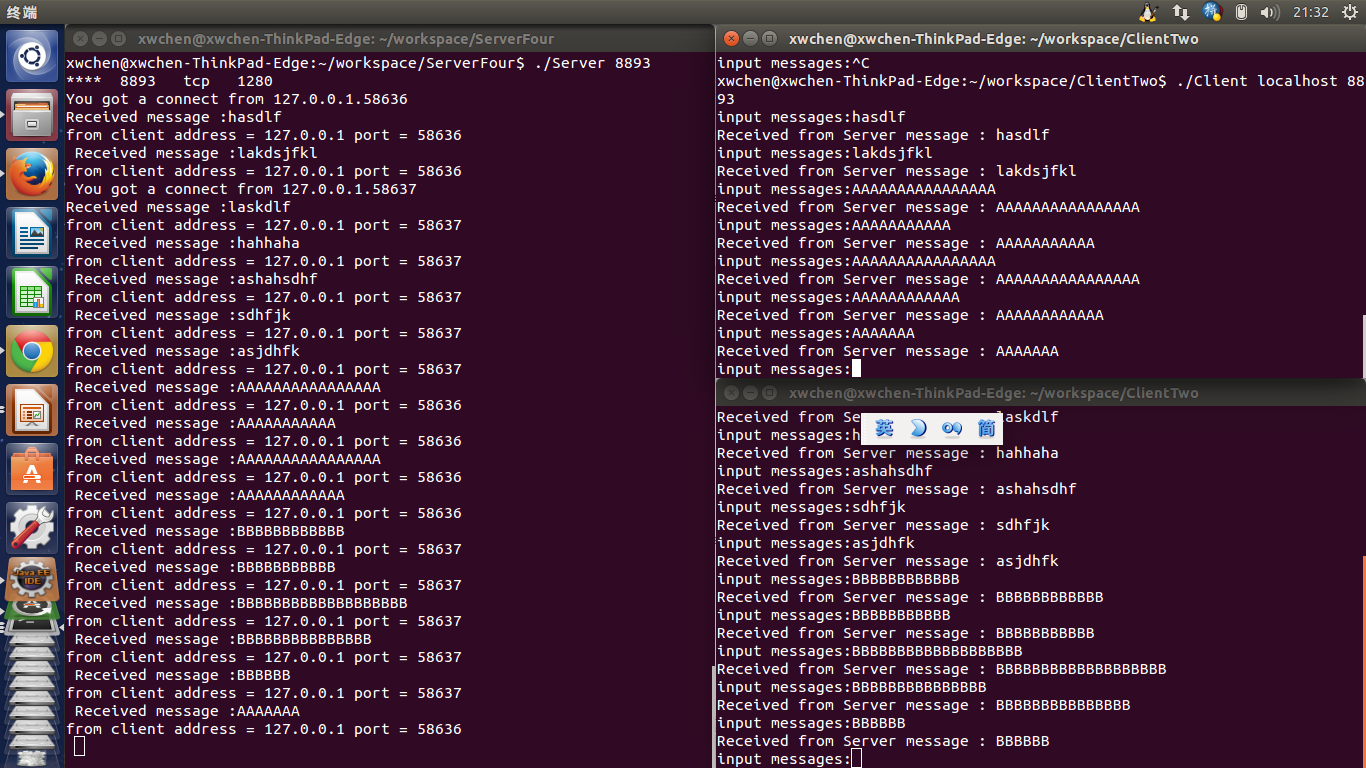 终端
21:32
xwchen@xwchen-ThinkPad-Edge: ~/workspace/ServerFour
xwchen@xwchen-ThinkPad-Edge:~/workspace/ServerFour$ ./Server 8893
**** 8893 tcp 1280
You got a connect from 127.0.0.1.58636
Received message :hasdlf
from client address = 127.0.0.1 port = 58636
Received message :lakdsjfkl
from client address = 127.0.0.1 port = 58636
You got a connect from 127.0.0.1.58637
Received message :laskdlf
from client address = 127.0.0.1 port = 58637
Received message :hahhaha
from client address = 127.0.0.1 port = 58637
Received message :ashahsdhf
from client address = 127.0.0.1 port = 58637
Received message :sdhfjk
from client address = 127.0.0.1 port = 58637
Received message :asjdhfk
from client address = 127.0.0.1 port = 58637
Received message :AAAAAAAAAAAAAAAA
from client address = 127.0.0.1 port = 58636
Received message :AAAAAAAAAAA
from client address = 127.0.0.1 port = 58636
Received message :AAAAAAAAAAAAAAAA
from client address = 127.0.0.1 port = 58636
Received message :AAAAAAAAAAAA
from client address = 127.0.0.1 port = 58636
Received message :BBBBBBBBBBBB
from client address = 127.0.0.1 port = 58637
Received message :BBBBBBBBBBB
from client address = 127.0.0.1 port = 58637
Received message :BBBBBBBBBBBBBBBBBBB
from client address = 127.0.0.1 port = 58637
Received message :BBBBBBBBBBBBBBB
from client address = 127.0.0.1 port = 58637
Received message :BBBBBB
from client address = 127.0.0.1 port = 58637
Received message :AAAAAAA
from client address = 127.0.0.1 port = 58636
xwchen@xwchen-ThinkPad-Edge: ~/workspace/ClientTwo
input messages:^C
xwchen@xwchen-ThinkPad-Edge:~/workspace/ClientTwo$ ./Client localhost 88
93
input messages:hasdlf
Received from Server message : hasdlf
input messages:lakdsjfkl
Received from Server message : lakdsjfkl
input messages:AAAAAAAAAAAAAAAA
Received from Server message : AAAAAAAAAAAAAAAA
input messages:AAAAAAAAAAA
Received from Server message : AAAAAAAAAAA
input messages:AAAAAAAAAAAAAAAA
Received from Server message : AAAAAAAAAAAAAAAA
input messages:AAAAAAAAAAAA
Received from Server message : AAAAAAAAAAAA
input messages:AAAAAAA
Received from Server message : AAAAAAA
input messages:
xwchen@xwchen-ThinkPad-Edge: ~/workspace/ClientTwo
Received from Se laskdlf
input messages:h
英 简
Received from Server message : hahhaha
input messages:ashahsdhf
Received from Server message : ashahsdhf
input messages:sdhfjk
Received from Server message : sdhfjk
input messages:asjdhfk
Received from Server message : asjdhfk
input messages:BBBBBBBBBBBB
Received from Server message : BBBBBBBBBBBB
input messages:BBBBBBBBBBB
Received from Server message : BBBBBBBBBBB
input messages:BBBBBBBBBBBBBBBBBBB
Received from Server message : BBBBBBBBBBBBBBBBBBB
input messages:BBBBBBBBBBBBBBB
Received from Server message : BBBBBBBBBBBBBBB
input messages:BBBBBB
Received from Server message : BBBBBB
input messages:
Java EE
IDE